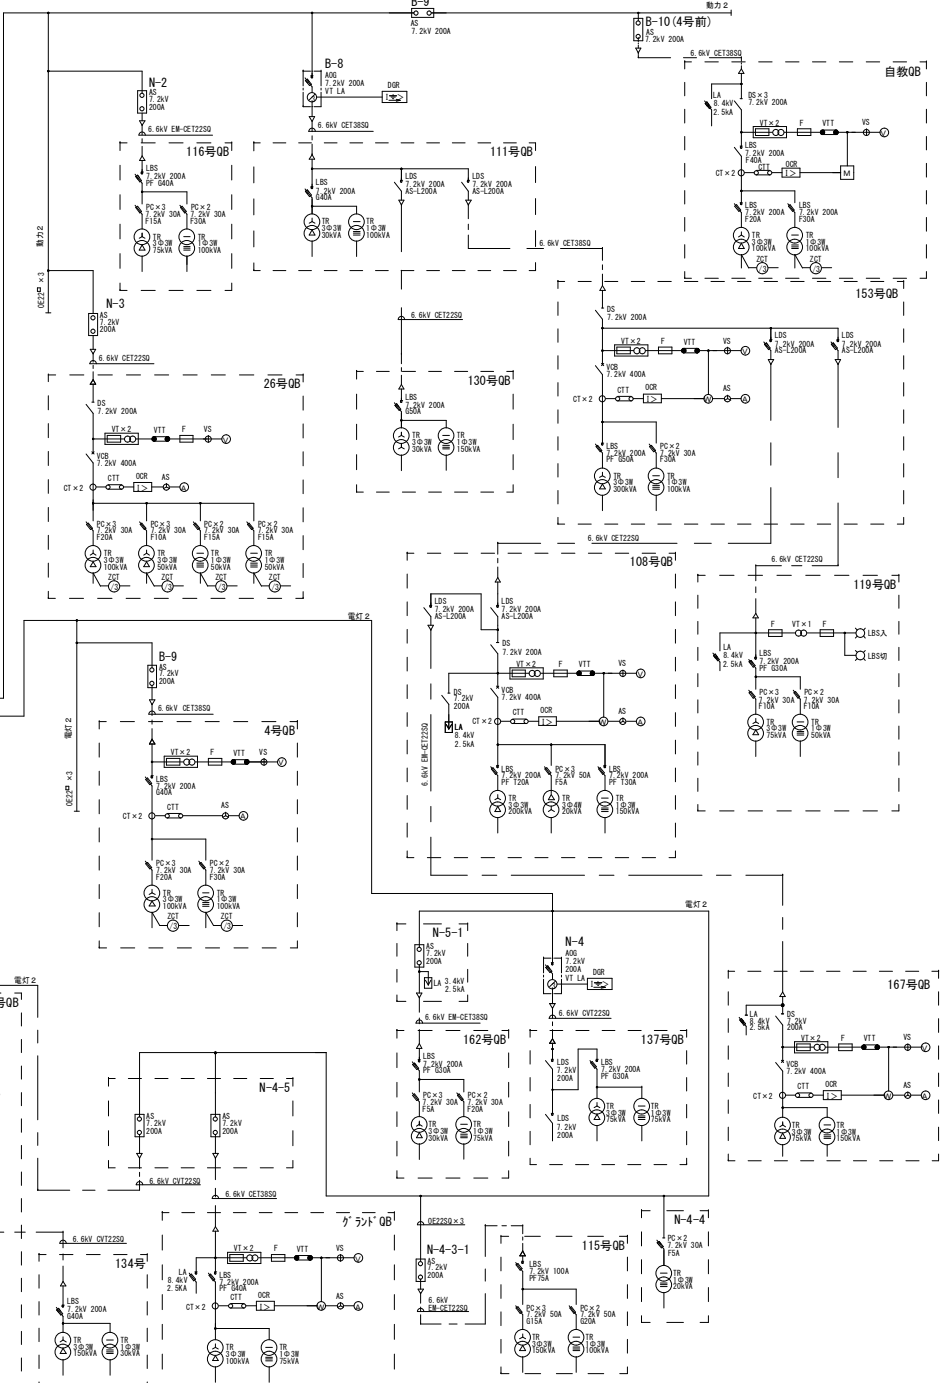 B-9
AS
7.2kV 200A
動力2
B-10(4号前)
AS
7.2kV 200A
6.6kV CET38SQ
N-2
AS
7.2kV
200A
6.6kV EM-CET22SQ
B-8
AOG
7.2kV 200A
VT LA
DGR
I⏚>
6.6kV CET38SQ
自教QB
LA
8.4kV
2.5kA
DS×3
7.2kV 200A
VT×2
F
VTT
VS
V
LBS
7.2kV 200A
F40A
CT×2
CTT
OCR
I>
M
LBS
7.2kV 200A
F20A
LBS
7.2kV 200A
F30A
TR
3Φ3W
100kVA
TR
1Φ3W
100kVA
ZCT
/3
ZCT
/3
116号QB
LBS
7.2kV 200A
PF G40A
PC×3
7.2kV 30A
F15A
PC×2
7.2kV 30A
F30A
TR
3Φ3W
75kVA
TR
1Φ3W
100kVA
111号QB
LBS
7.2kV 200A
G40A
LDS
7.2kV 200A
AS-L200A
LDS
7.2kV 200A
AS-L200A
TR
3Φ3W
30kVA
TR
1Φ3W
100kVA
6.6kV CET38SQ
動力2
OE22□ ×3
N-3
AS
7.2kV
200A
6.6kV CET22SQ
6.6kV CET22SQ
153号QB
DS
7.2kV 200A
VT×2
F
VTT
VS
V
LDS
7.2kV 200A
AS-L200A
LDS
7.2kV 200A
AS-L200A
VCB
7.2kV 400A
CT×2
CTT
OCR
I>
W
AS
A
LBS
7.2kV 200A
PF G50A
PC×2
7.2kV 30A
F30A
TR
3Φ3W
300kVA
TR
1Φ3W
100kVA
26号QB
DS
7.2kV 200A
VT×2
VTT
F
VS
V
VCB
7.2kV 400A
CT×2
CTT
OCR
I>
AS
A
PC×3
7.2kV 30A
F20A
PC×3
7.2kV 30A
F10A
PC×2
7.2kV 30A
F15A
PC×2
7.2kV 30A
F15A
TR
3Φ3W
100kVA
TR
3Φ3W
50kVA
TR
1Φ3W
50kVA
TR
1Φ3W
50kVA
ZCT
/3
ZCT
/3
ZCT
/3
ZCT
/3
130号QB
LBS
7.2kV 200A
G50A
TR
3Φ3W
30kVA
TR
1Φ3W
150kVA
6.6kV CET22SQ
6.6kV CET22SQ
108号QB
LDS
7.2kV 200A
AS-L200A
LDS
7.2kV 200A
AS-L200A
DS
7.2kV 200A
VT×2
F
VTT
VS
V
DS
7.2kV
200A
VCB
7.2kV 400A
LA
8.4kV
2.5kA
CT×2
CTT
OCR
I>
W
AS
A
LBS
7.2kV 200A
PF T20A
PC×3
7.2kV 50A
F5A
LBS
7.2kV 200A
PF T30A
TR
3Φ3W
200kVA
TR
3Φ4W
20kVA
TR
1Φ3W
150kVA
6.6kV EM-CET22SQ
119号QB
F
VT×1
F
LBS入
LBS切
LA
8.4kV
2.5kA
LBS
7.2kV 200A
PF G30A
PC×3
7.2kV 30A
F10A
PC×2
7.2kV 30A
F10A
TR
3Φ3W
75kVA
TR
1Φ3W
50kVA
電灯2
B-9
AS
7.2kV
200A
6.6kV CET38SQ
電灯2
OE22□ ×3
4号QB
VT×2
F
VTT
VS
V
LBS
7.2kV 200A
G40A
CT×2
CTT
AS
A
PC×3
7.2kV 30A
F20A
PC×2
7.2kV 30A
F30A
TR
3Φ3W
100kVA
TR
1Φ3W
100kVA
ZCT
/3
ZCT
/3
電灯2
N-5-1
AS
7.2kV
200A
LA
3.4kV
2.5kA
6.6kV EM-CET38SQ
N-4
AOG
7.2kV
200A
VT LA
DGR
I⏚>
6.6kV CVT22SQ
162号QB
LBS
7.2kV 200A
PF G30A
PC×3
7.2kV 30A
F5A
PC×2
7.2kV 30A
F20A
TR
3Φ3W
30kVA
TR
1Φ3W
75kVA
137号QB
LDS
7.2kV
200A
LBS
7.2kV 200A
PF G30A
LDS
7.2kV
200A
TR
3Φ3W
75kVA
TR
1Φ3W
75kVA
167号QB
LA
8.4kV
2.5kA
DS
7.2kV
200A
VT×2
F
VTT
VS
V
VCB
7.2kV 400A
CT×2
CTT
OCR
I>
W
AS
A
TR
3Φ3W
75kVA
TR
1Φ3W
150kVA
電灯2
号QB
N-4-5
AS
7.2kV
200A
AS
7.2kV
200A
6.6kV CVT22SQ
6.6kV CET38SQ
6.6kV CVT22SQ
134号
LBS
7.2kV 200A
G40A
TR
3Φ3W
150kVA
TR
1Φ3W
30kVA
グランドQB
VT×2
F
VTT
VS
V
LA
8.4kV
2.5KA
LBS
7.2kV 200A
PF G40A
CT×2
CTT
OCR
I>
W
AS
A
TR
3Φ3W
100kVA
TR
1Φ3W
75kVA
OE22SQ×3
N-4-3-1
AS
7.2kV
200A
6.6kV
EM-CET22SQ
115号QB
LBS
7.2kV 100A
PF75A
PC×3
7.2kV 50A
G15A
PC×2
7.2kV 50A
G20A
TR
3Φ3W
150kVA
TR
1Φ3W
100kVA
N-4-4
PC×2
7.2kV 30A
F5A
TR
1Φ3W
20kVA